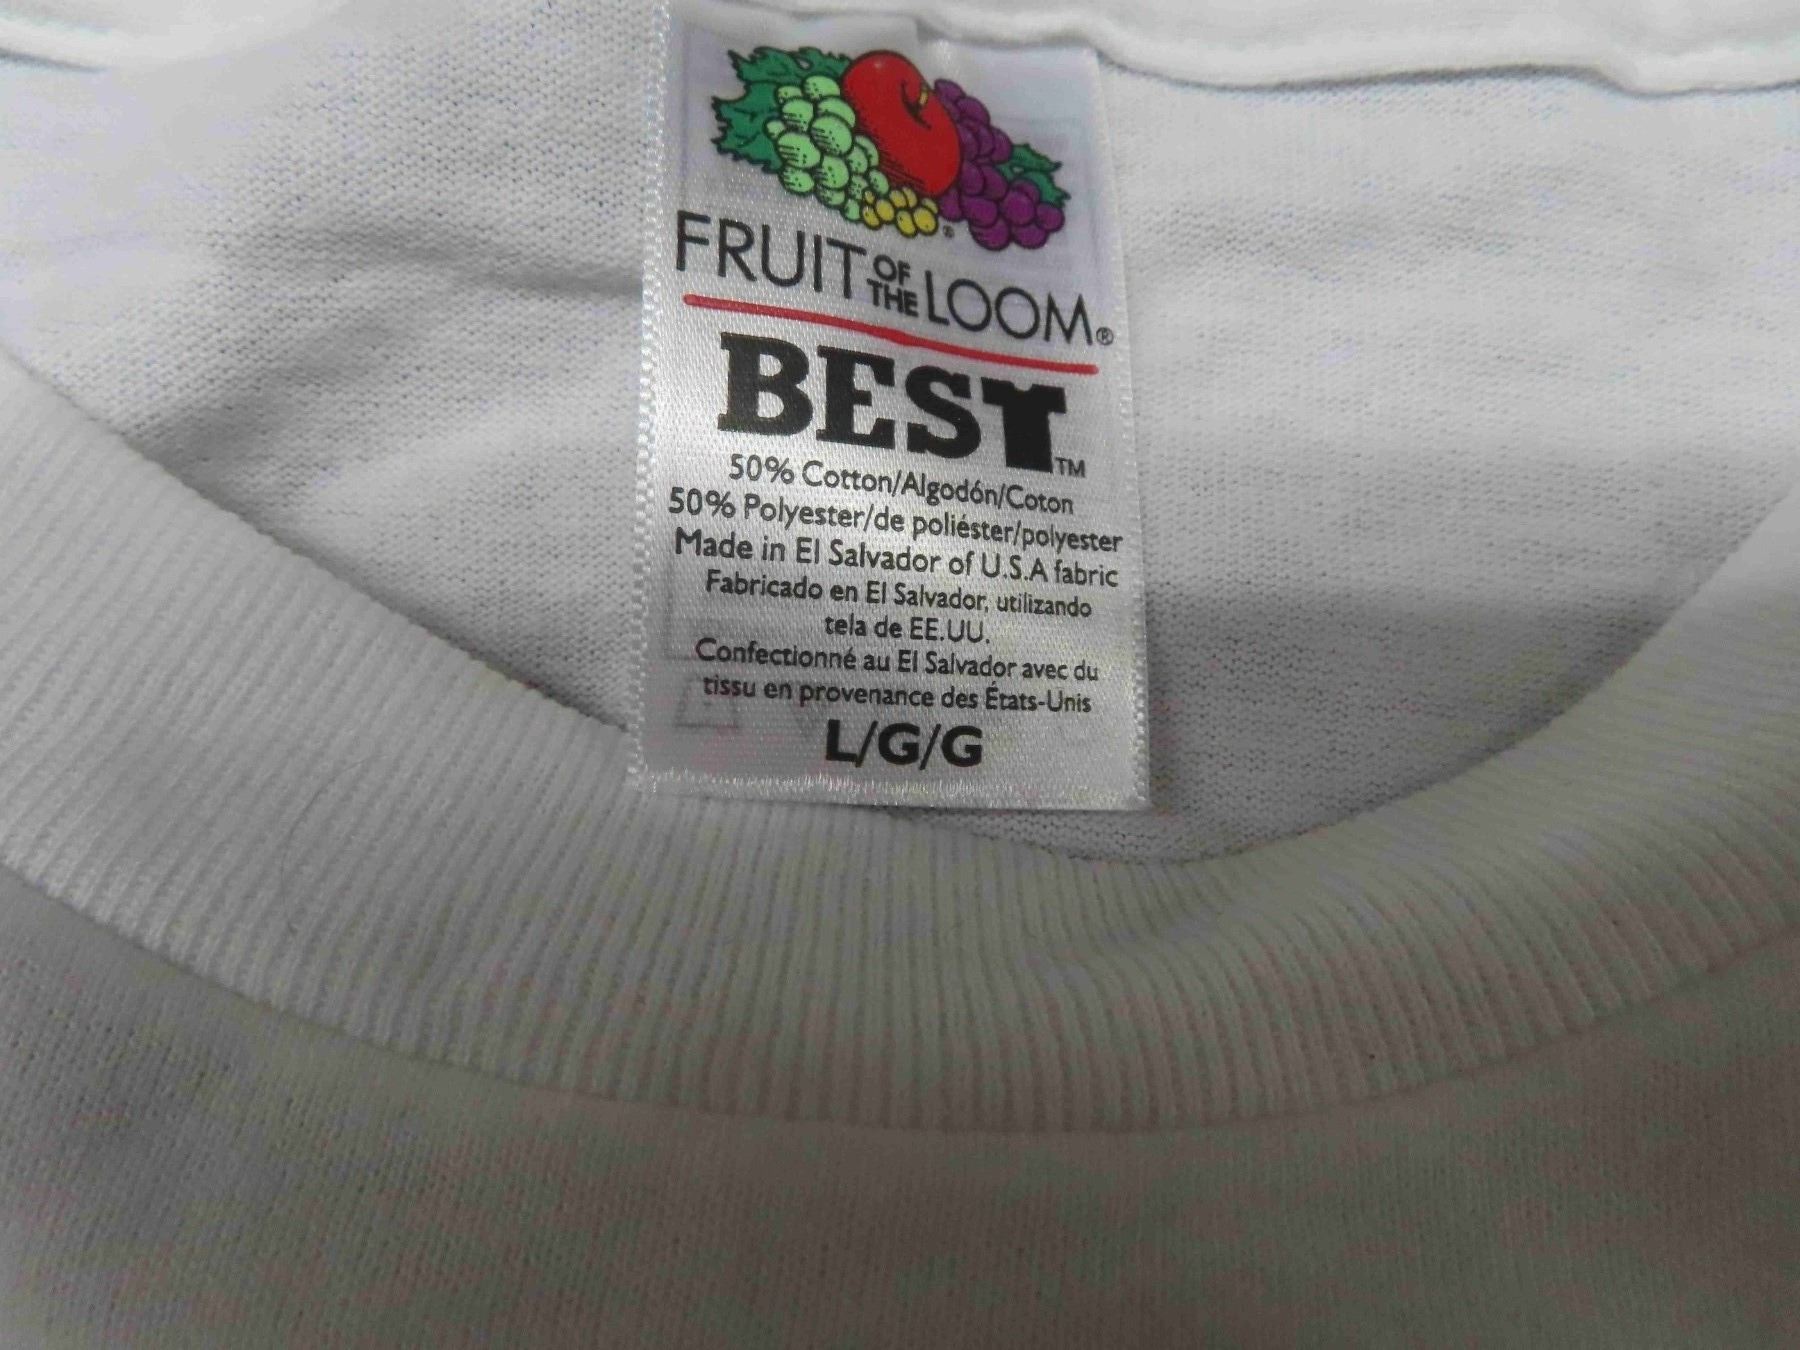 FRUIT OF THE LOOM®
BEST™
50% Cotton/Algodón/Coton
50% Polyester/de poliéster/polyester
Made in El Salvador of U.S.A fabric
Fabricado en El Salvador, utilizando
tela de EE.UU.
Confectionné au El Salvador avec du
tissu en provenance des États-Unis
L/G/G